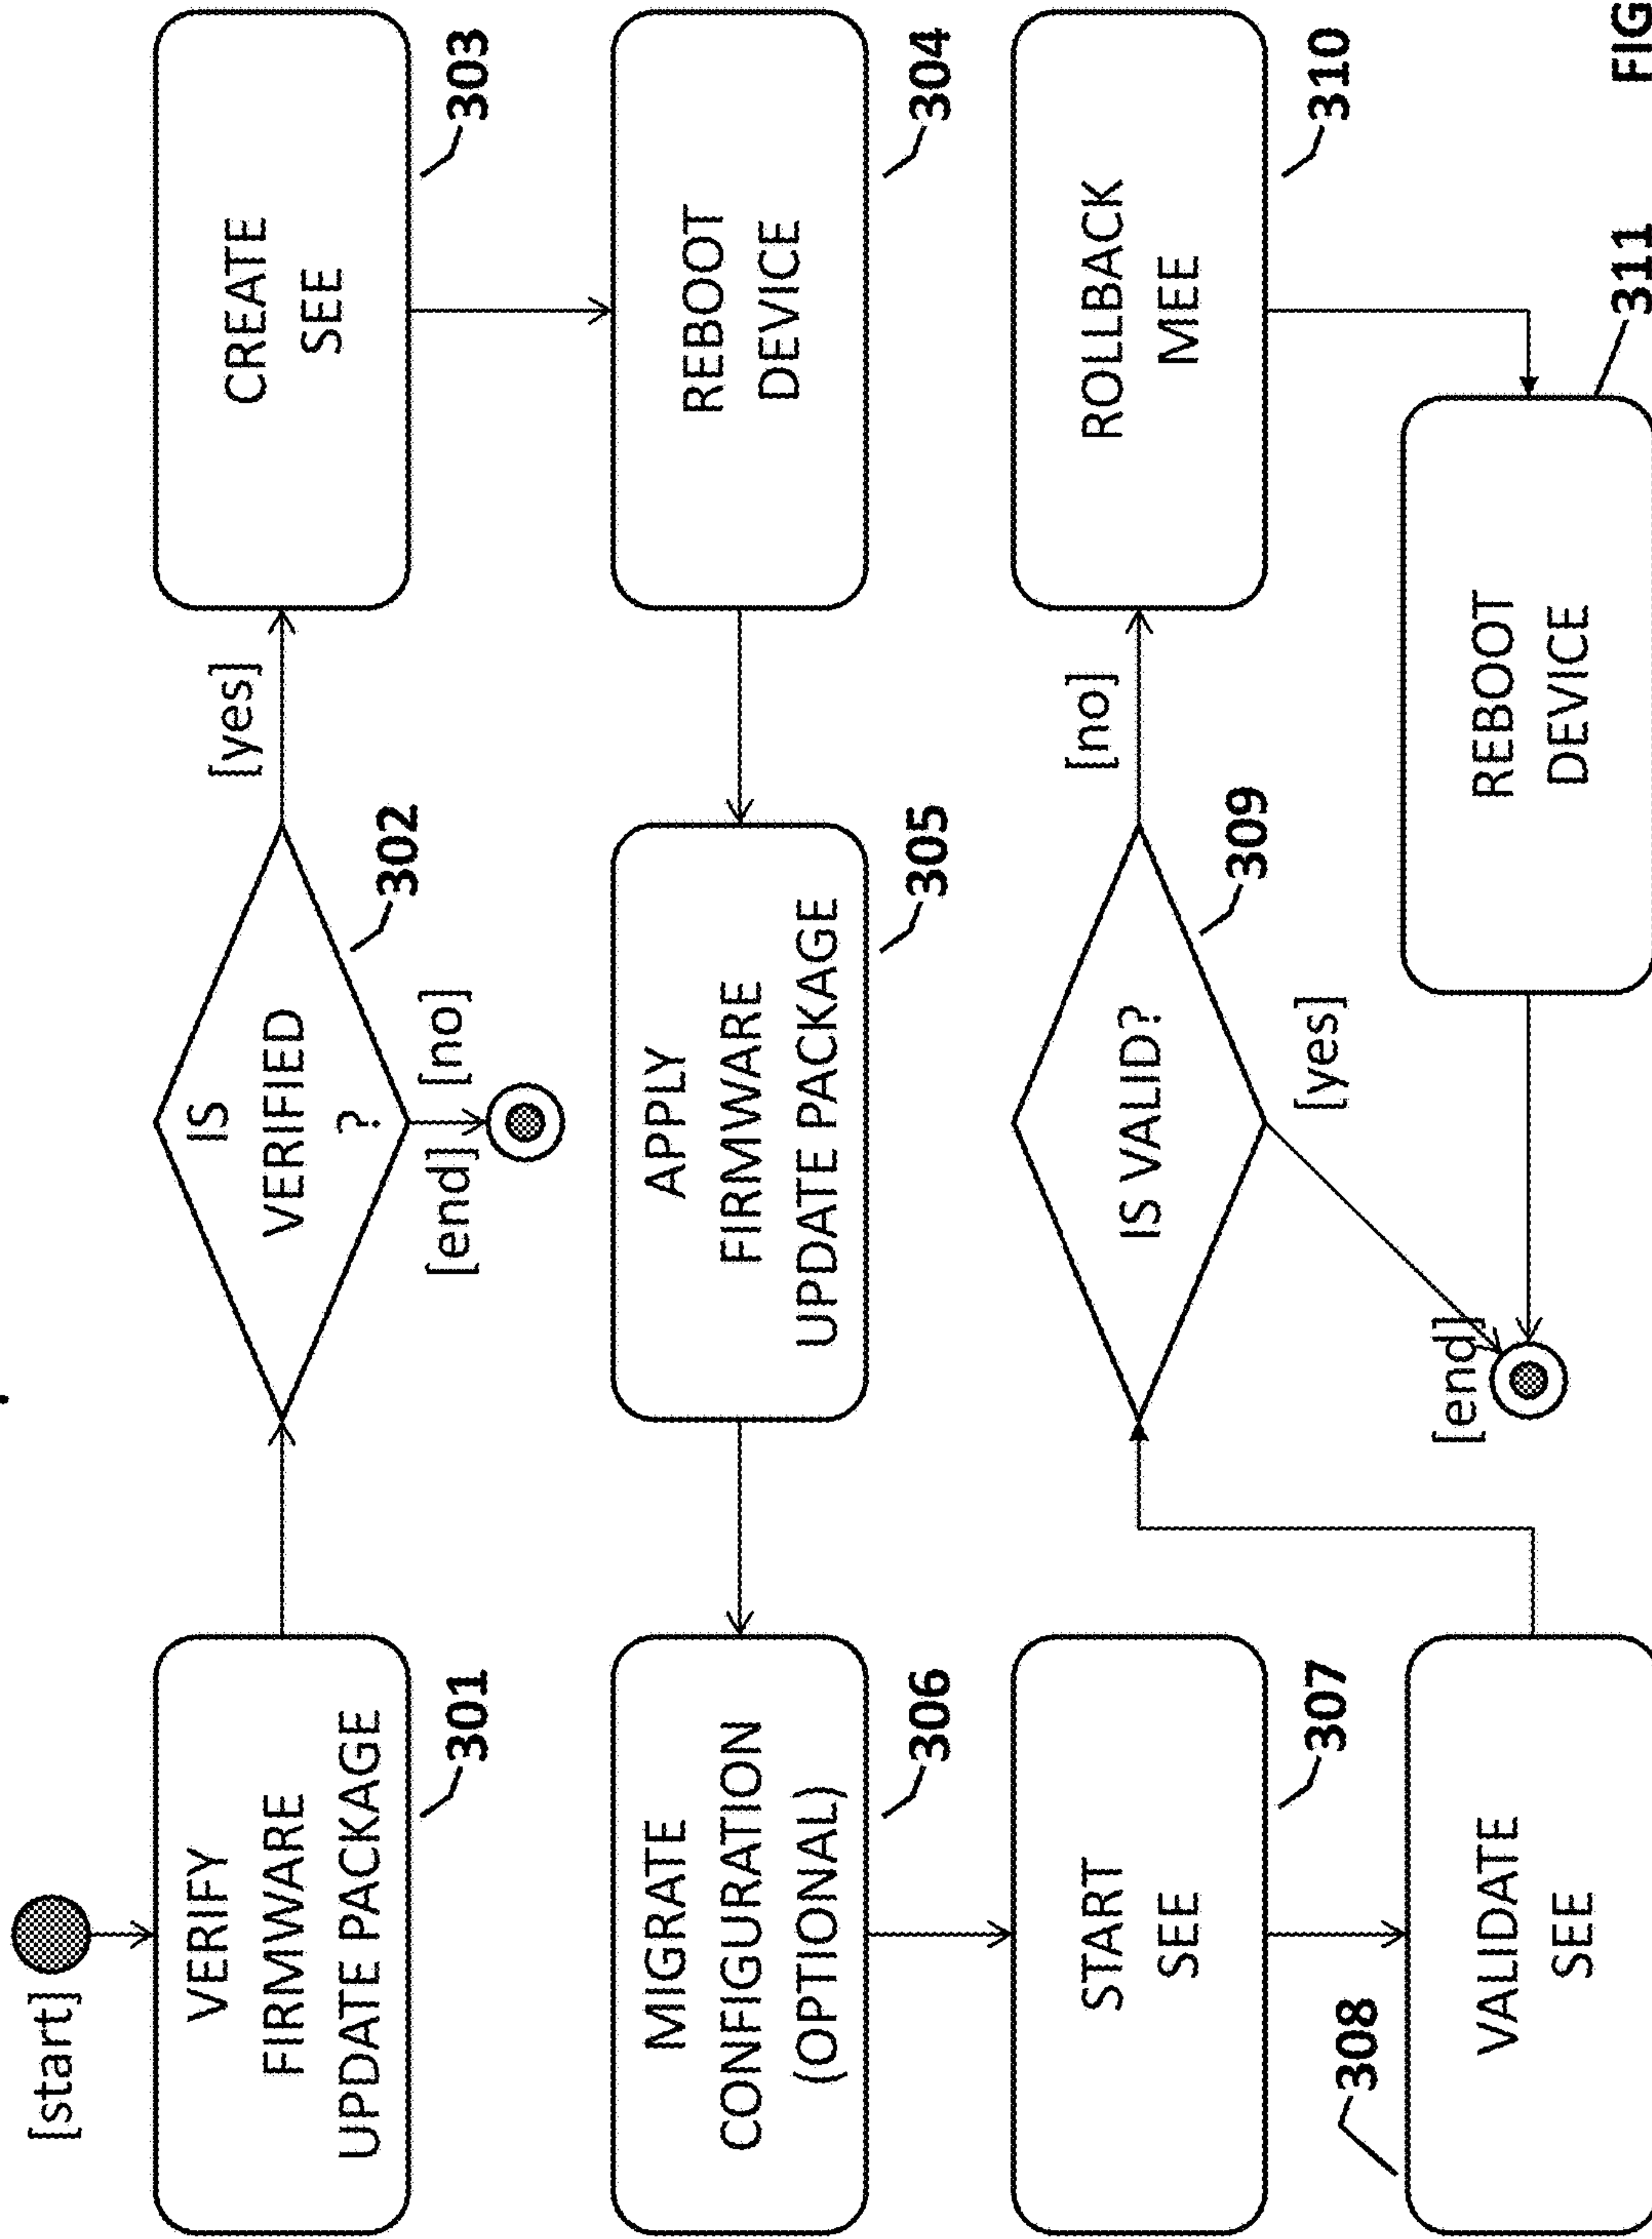 [start]
VERIFY
FIRMWARE
UPDATE PACKAGE
301
IS
VERIFIED
?
302
[yes]
[no]
[end]
CREATE
SEE
303
REBOOT
DEVICE
304
APPLY
FIRMWARE
UPDATE PACKAGE
305
MIGRATE
CONFIGURATION
(OPTIONAL)
306
START
SEE
307
VALIDATE
SEE
308
IS VALID?
309
[no]
[yes]
[end]
ROLLBACK
MEE
310
REBOOT
DEVICE
311
FIG